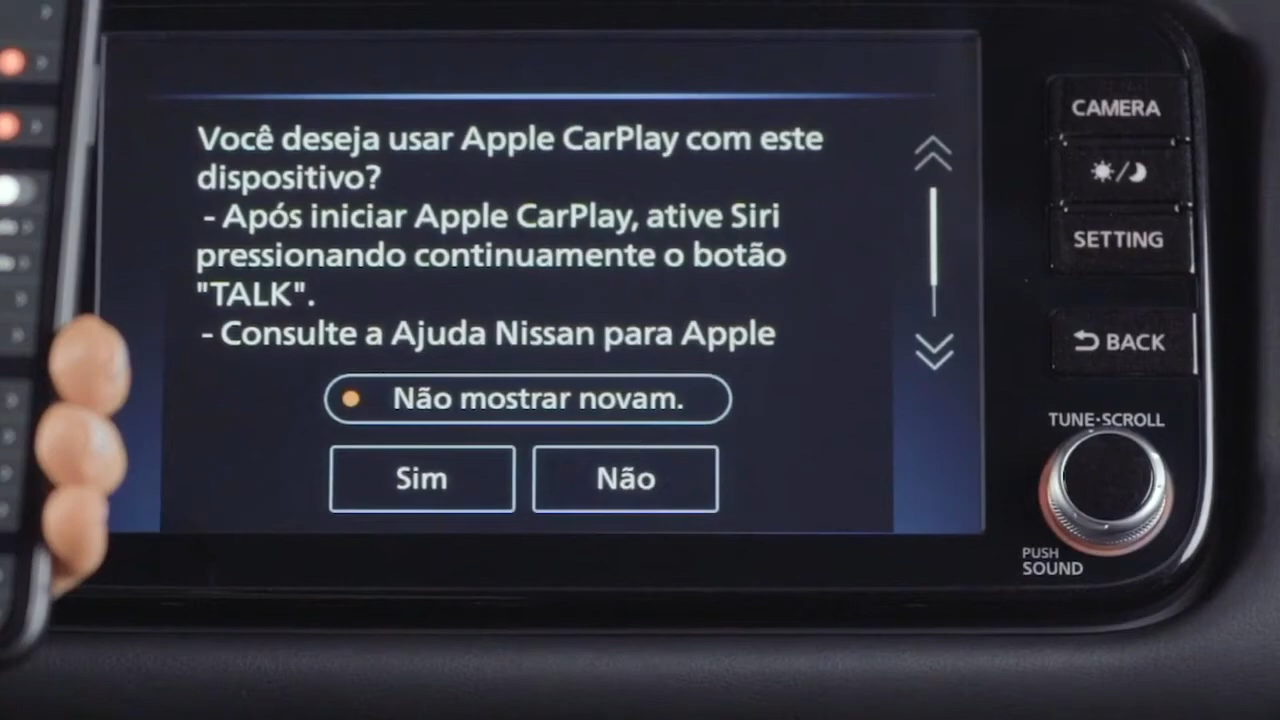 Você deseja usar Apple CarPlay com este
dispositivo?
- Após iniciar Apple CarPlay, ative Siri
pressionando continuamente o botão
"TALK".
- Consulte a Ajuda Nissan para Apple
Não mostrar novam.
Sim
Não
CAMERA
SETTING
BACK
TUNE·SCROLL
PUSH
SOUND